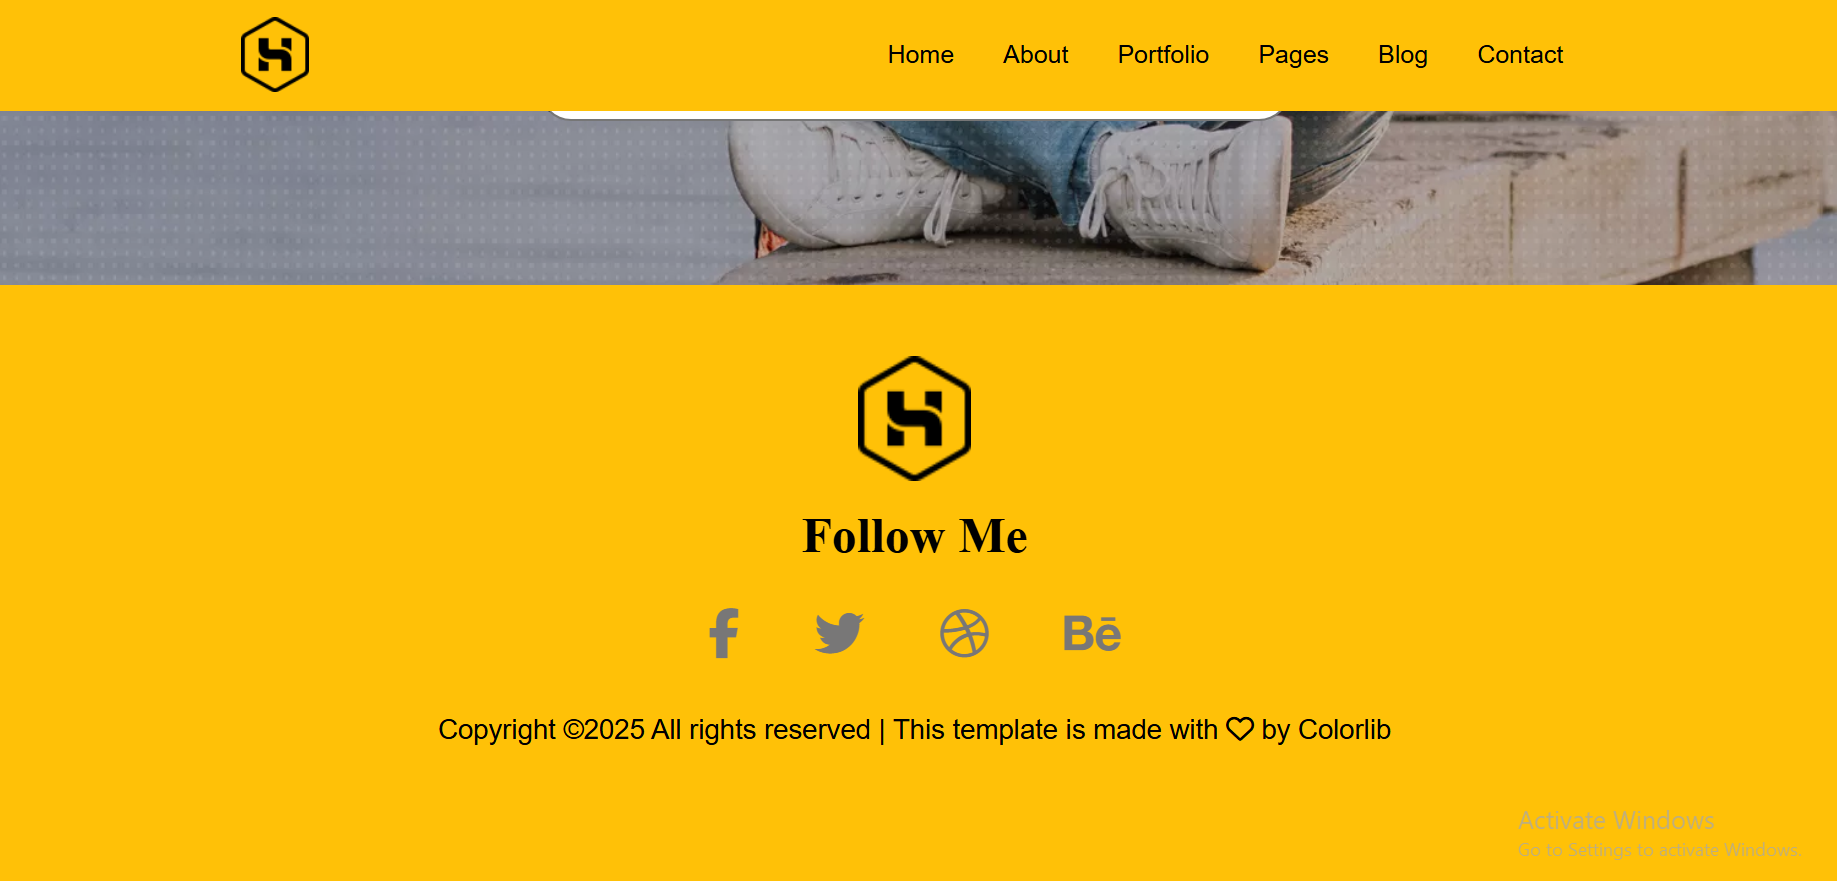 Home About Portfolio Pages Blog Contact
Follow Me
Bē
Copyright ©2025 All rights reserved | This template is made with ♡ by Colorlib
Activate Windows
Go to Settings to activate Windows.